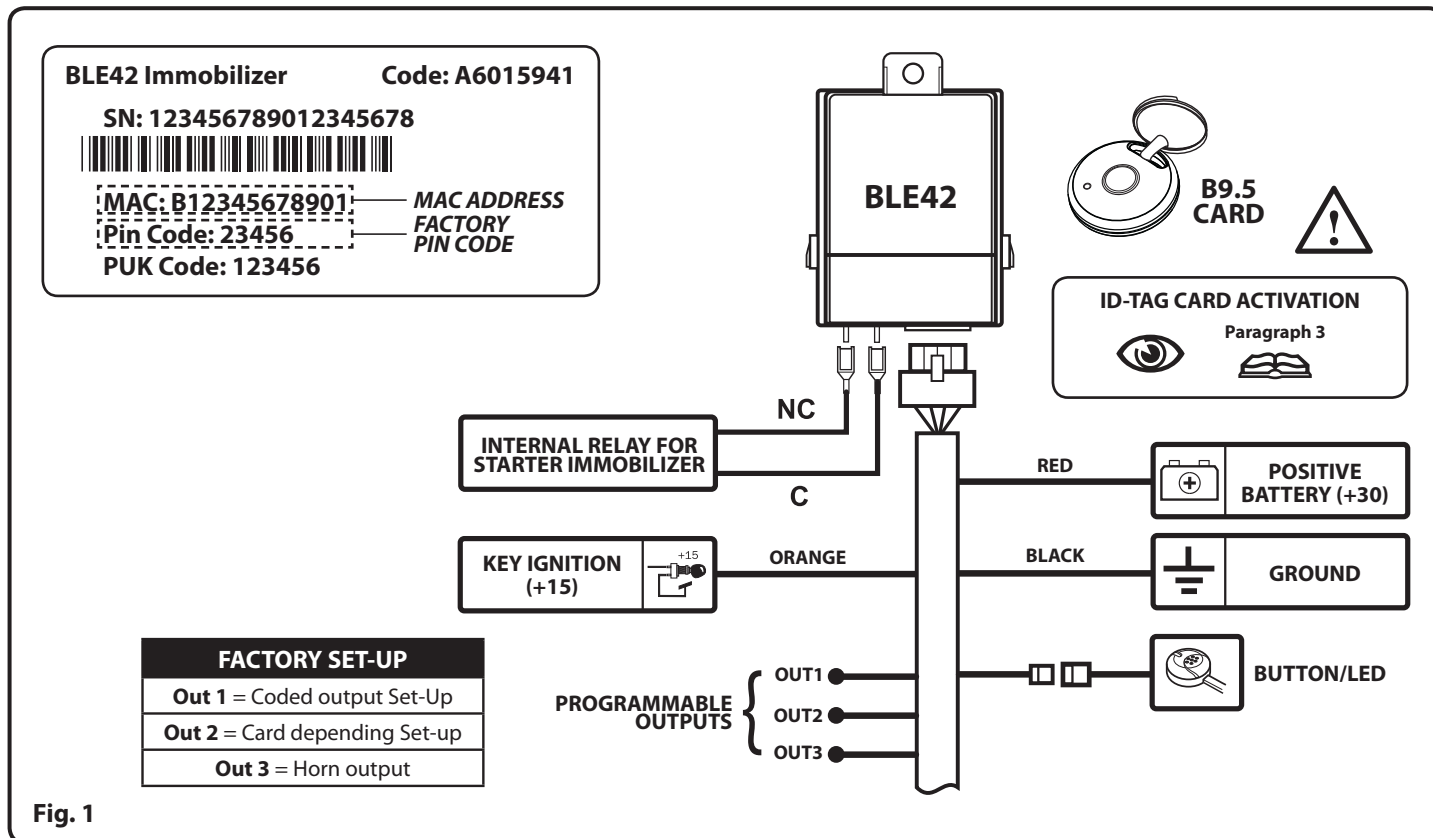 BLE42 Immobilizer Code: A6015941
SN: 123456789012345678
MAC: B12345678901
MAC ADDRESS
Pin Code: 23456
FACTORY
PIN CODE
PUK Code: 123456
BLE42
B9.5
CARD
!
ID-TAG CARD ACTIVATION
Paragraph 3
NC
INTERNAL RELAY FOR
STARTER IMMOBILIZER
C
RED
POSITIVE
BATTERY (+30)
KEY IGNITION
(+15)
+15
ORANGE
BLACK
GROUND
FACTORY SET-UP
Out 1 = Coded output Set-Up
Out 2 = Card depending Set-up
Out 3 = Horn output
PROGRAMMABLE
OUTPUTS
OUT1
OUT2
OUT3
BUTTON/LED
Fig. 1